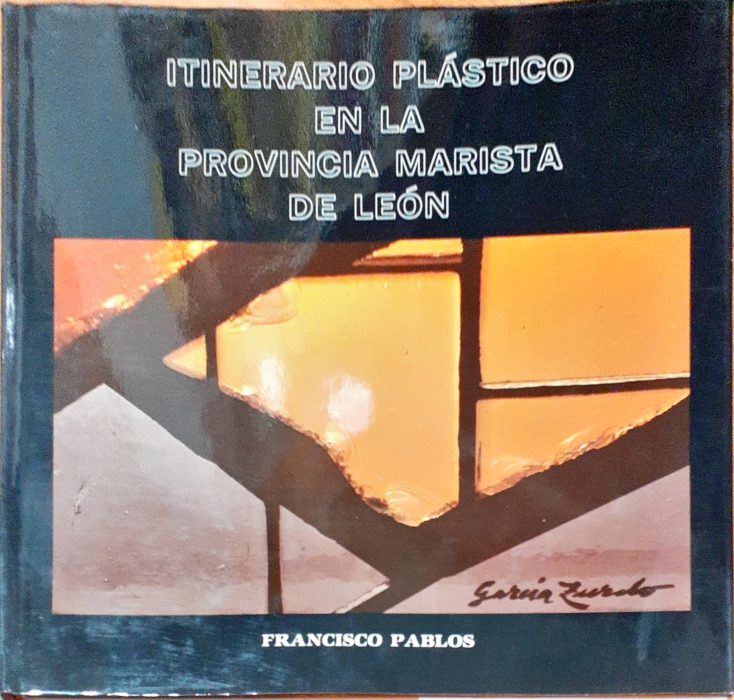 ITINERARIO PLÁSTICO
EN LA
PROVINCIA MARISTA
DE LEÓN
García Zurdo
FRANCISCO PABLOS